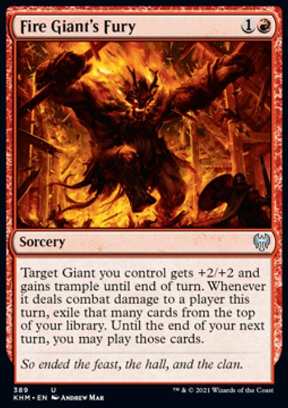 Fire Giant's Fury 1
Sorcery
Target Giant you control gets +2/+2 and
gains trample until end of turn. Whenever
it deals combat damage to a player this
turn, exile that many cards from the top
of your library. Until the end of your next
turn, you may play those cards.
So ended the feast, the hall, and the clan.
389 U
KHM • EN Andrew Mar ™ & © 2021 Wizards of the Coast